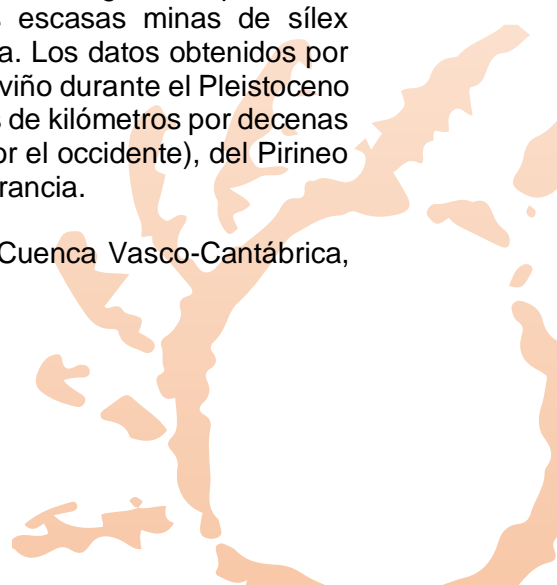 escasas minas de sílex
a. Los datos obtenidos por
viño durante el Pleistoceno
s de kilómetros por decenas
or el occidente), del Pirineo
rancia.
Cuenca Vasco-Cantábrica,